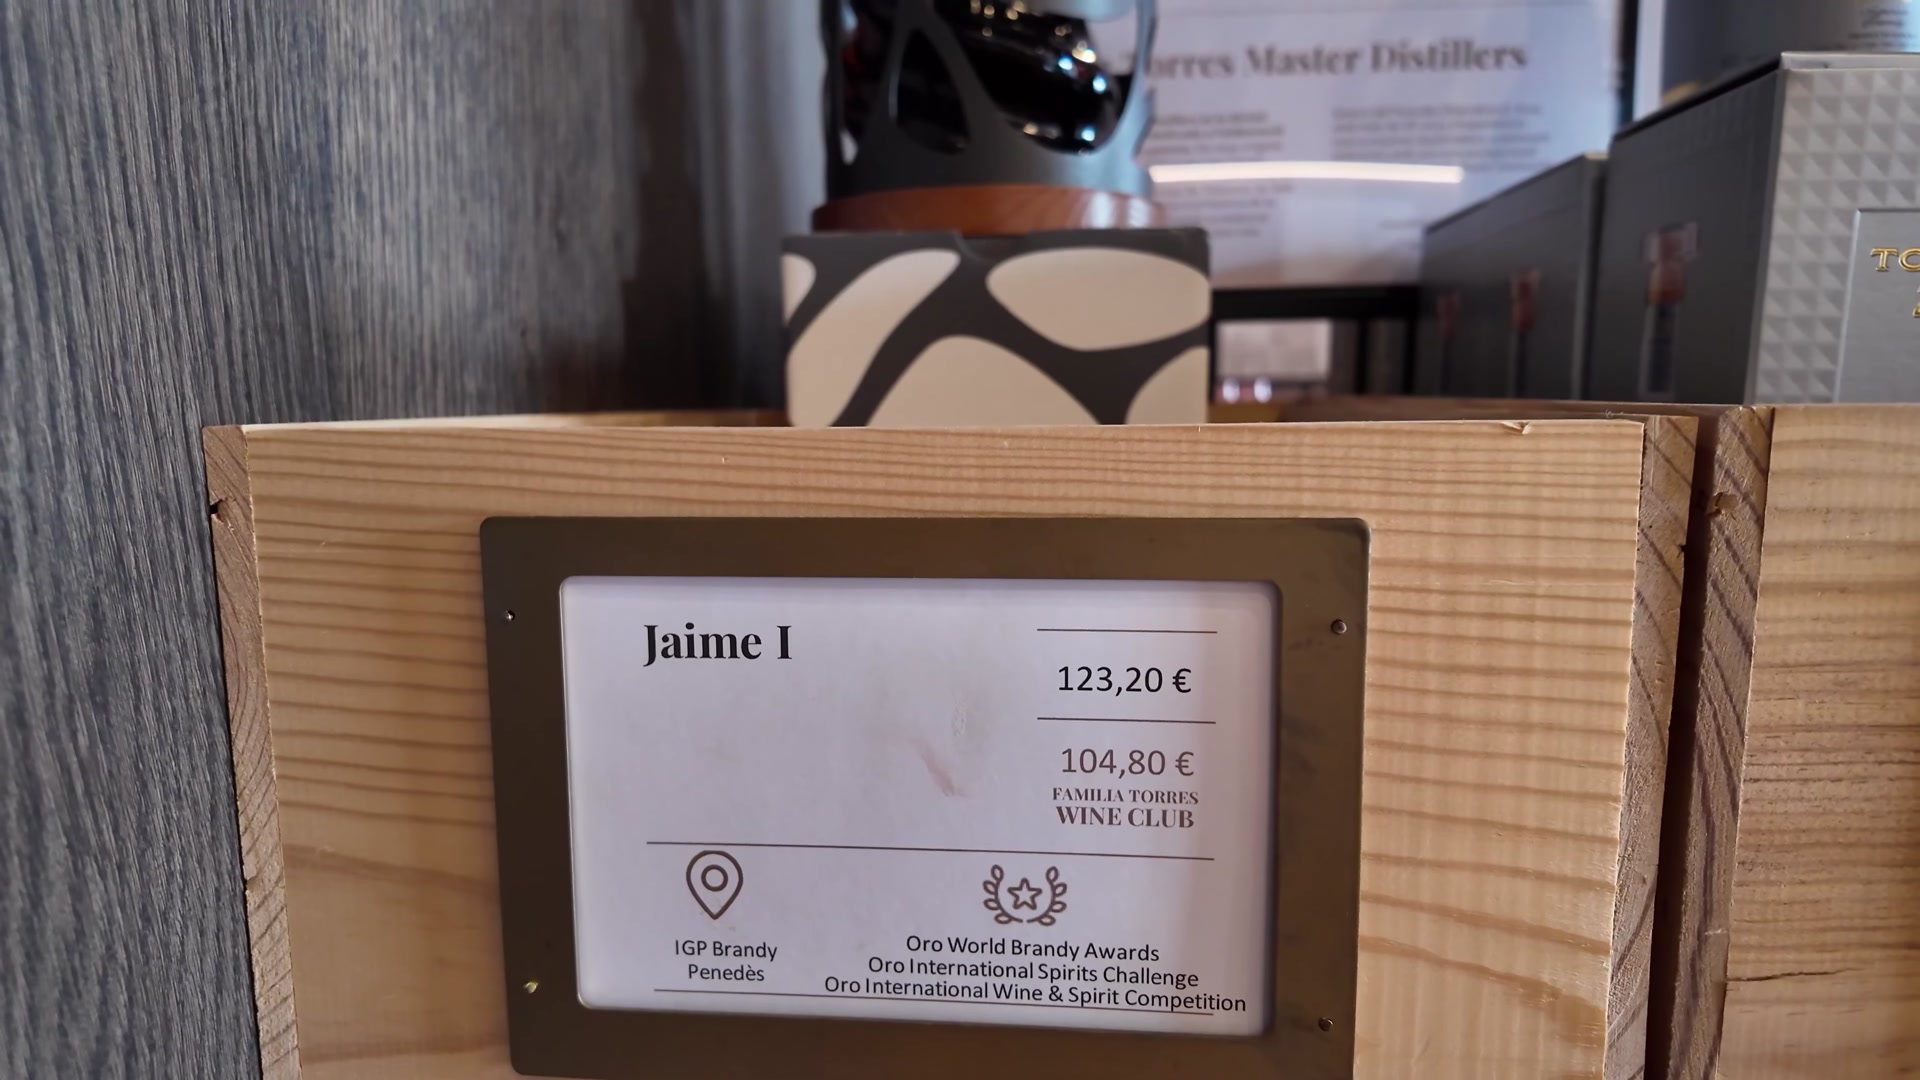 Torres Master Distillers
TO
Jaime I
123,20 €
104,80 €
FAMILIA TORRES
WINE CLUB
IGP Brandy
Penedès
Oro World Brandy Awards
Oro International Spirits Challenge
Oro International Wine & Spirit Competition